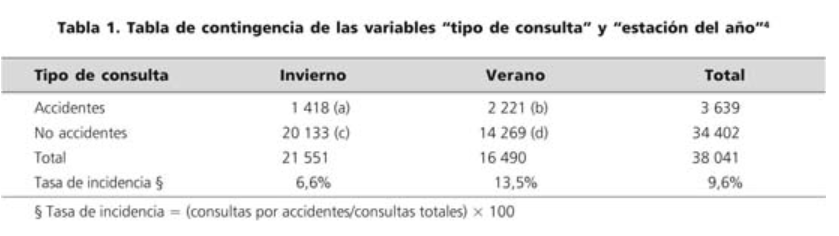 Tabla 1. Tabla de contingencia de las variables “tipo de consulta” y “estación del año”⁴
Tipo de consulta Invierno Verano Total
Accidentes 1 418 (a) 2 221 (b) 3 639
No accidentes 20 133 (c) 14 269 (d) 34 402
Total 21 551 16 490 38 041
Tasa de incidencia § 6,6% 13,5% 9,6%
§ Tasa de incidencia = (consultas por accidentes/consultas totales) × 100